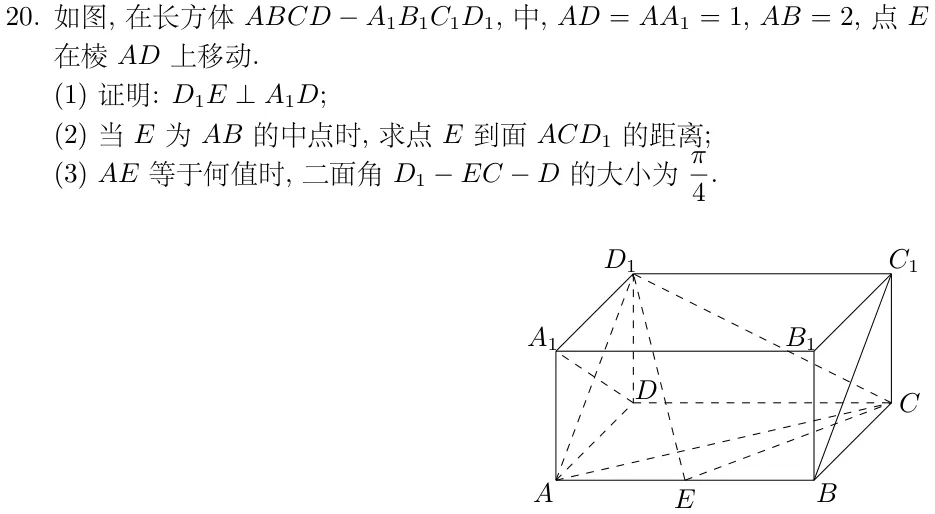 20. 如图, 在长方体 ABCD − A₁B₁C₁D₁, 中, AD = AA₁ = 1, AB = 2, 点 E
在棱 AD 上移动.
(1) 证明: D₁E ⊥ A₁D;
(2) 当 E 为 AB 的中点时, 求点 E 到面 ACD₁ 的距离;
(3) AE 等于何值时, 二面角 D₁ − EC − D 的大小为 π/4.
D₁ C₁
A₁ B₁
D C
A E B